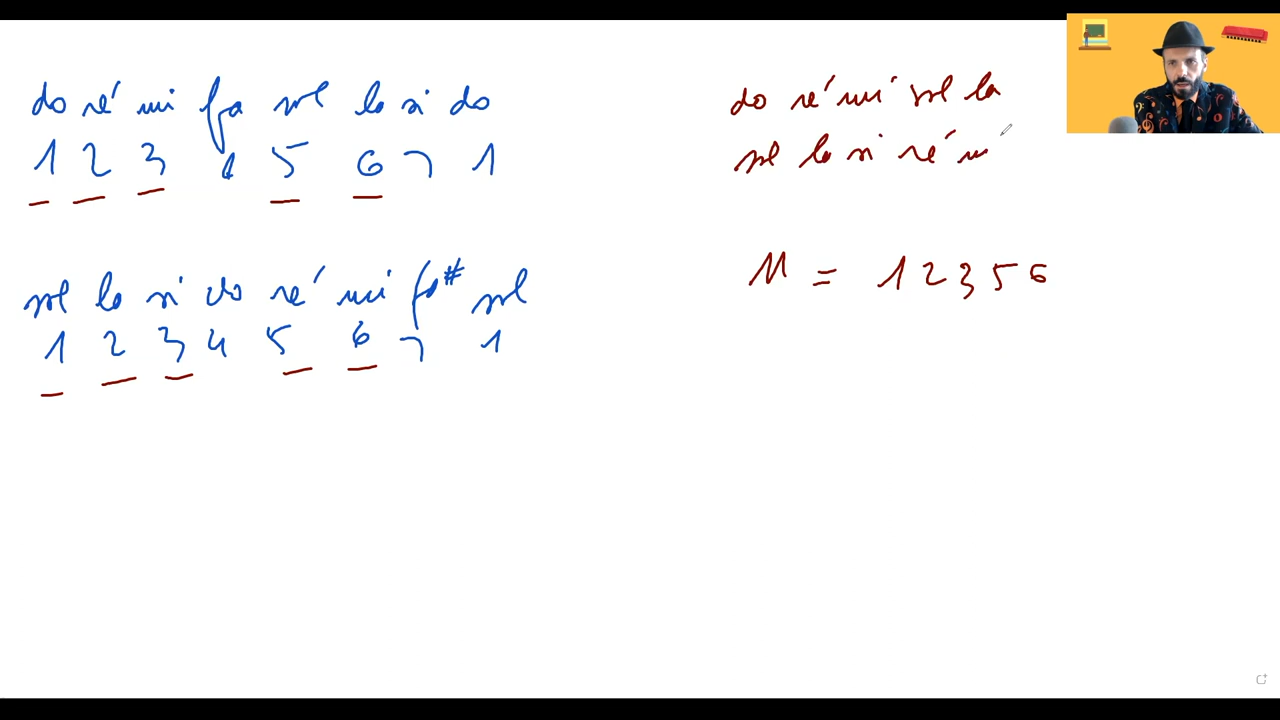 do ré mi fa sol la si do
1 2 3 4 5 6 7 1
sol la si do ré mi fa# sol
1 2 3 4 5 6 7 1
do ré mi sol la
sol la si ré mi
M = 1 2 3 5 6